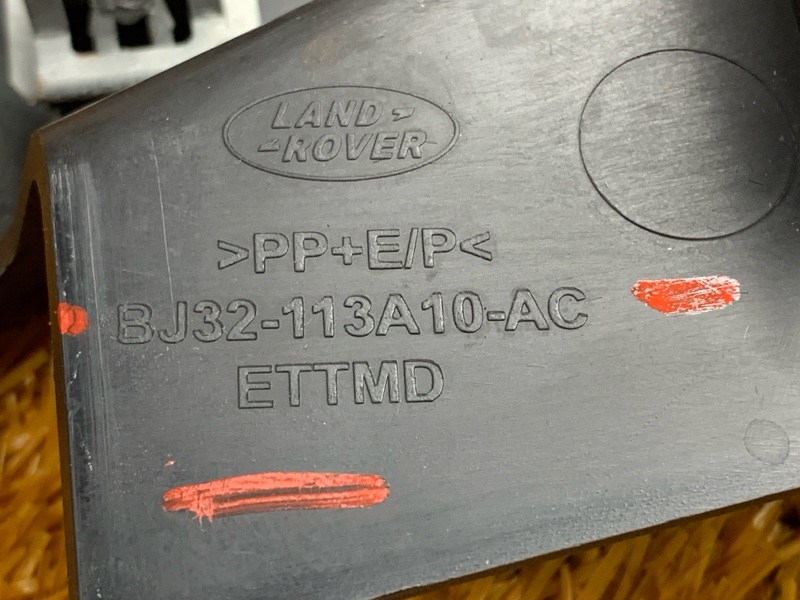 LAND
ROVER
>PP+E/P<
BJ32-113A10-AC
ETTMD